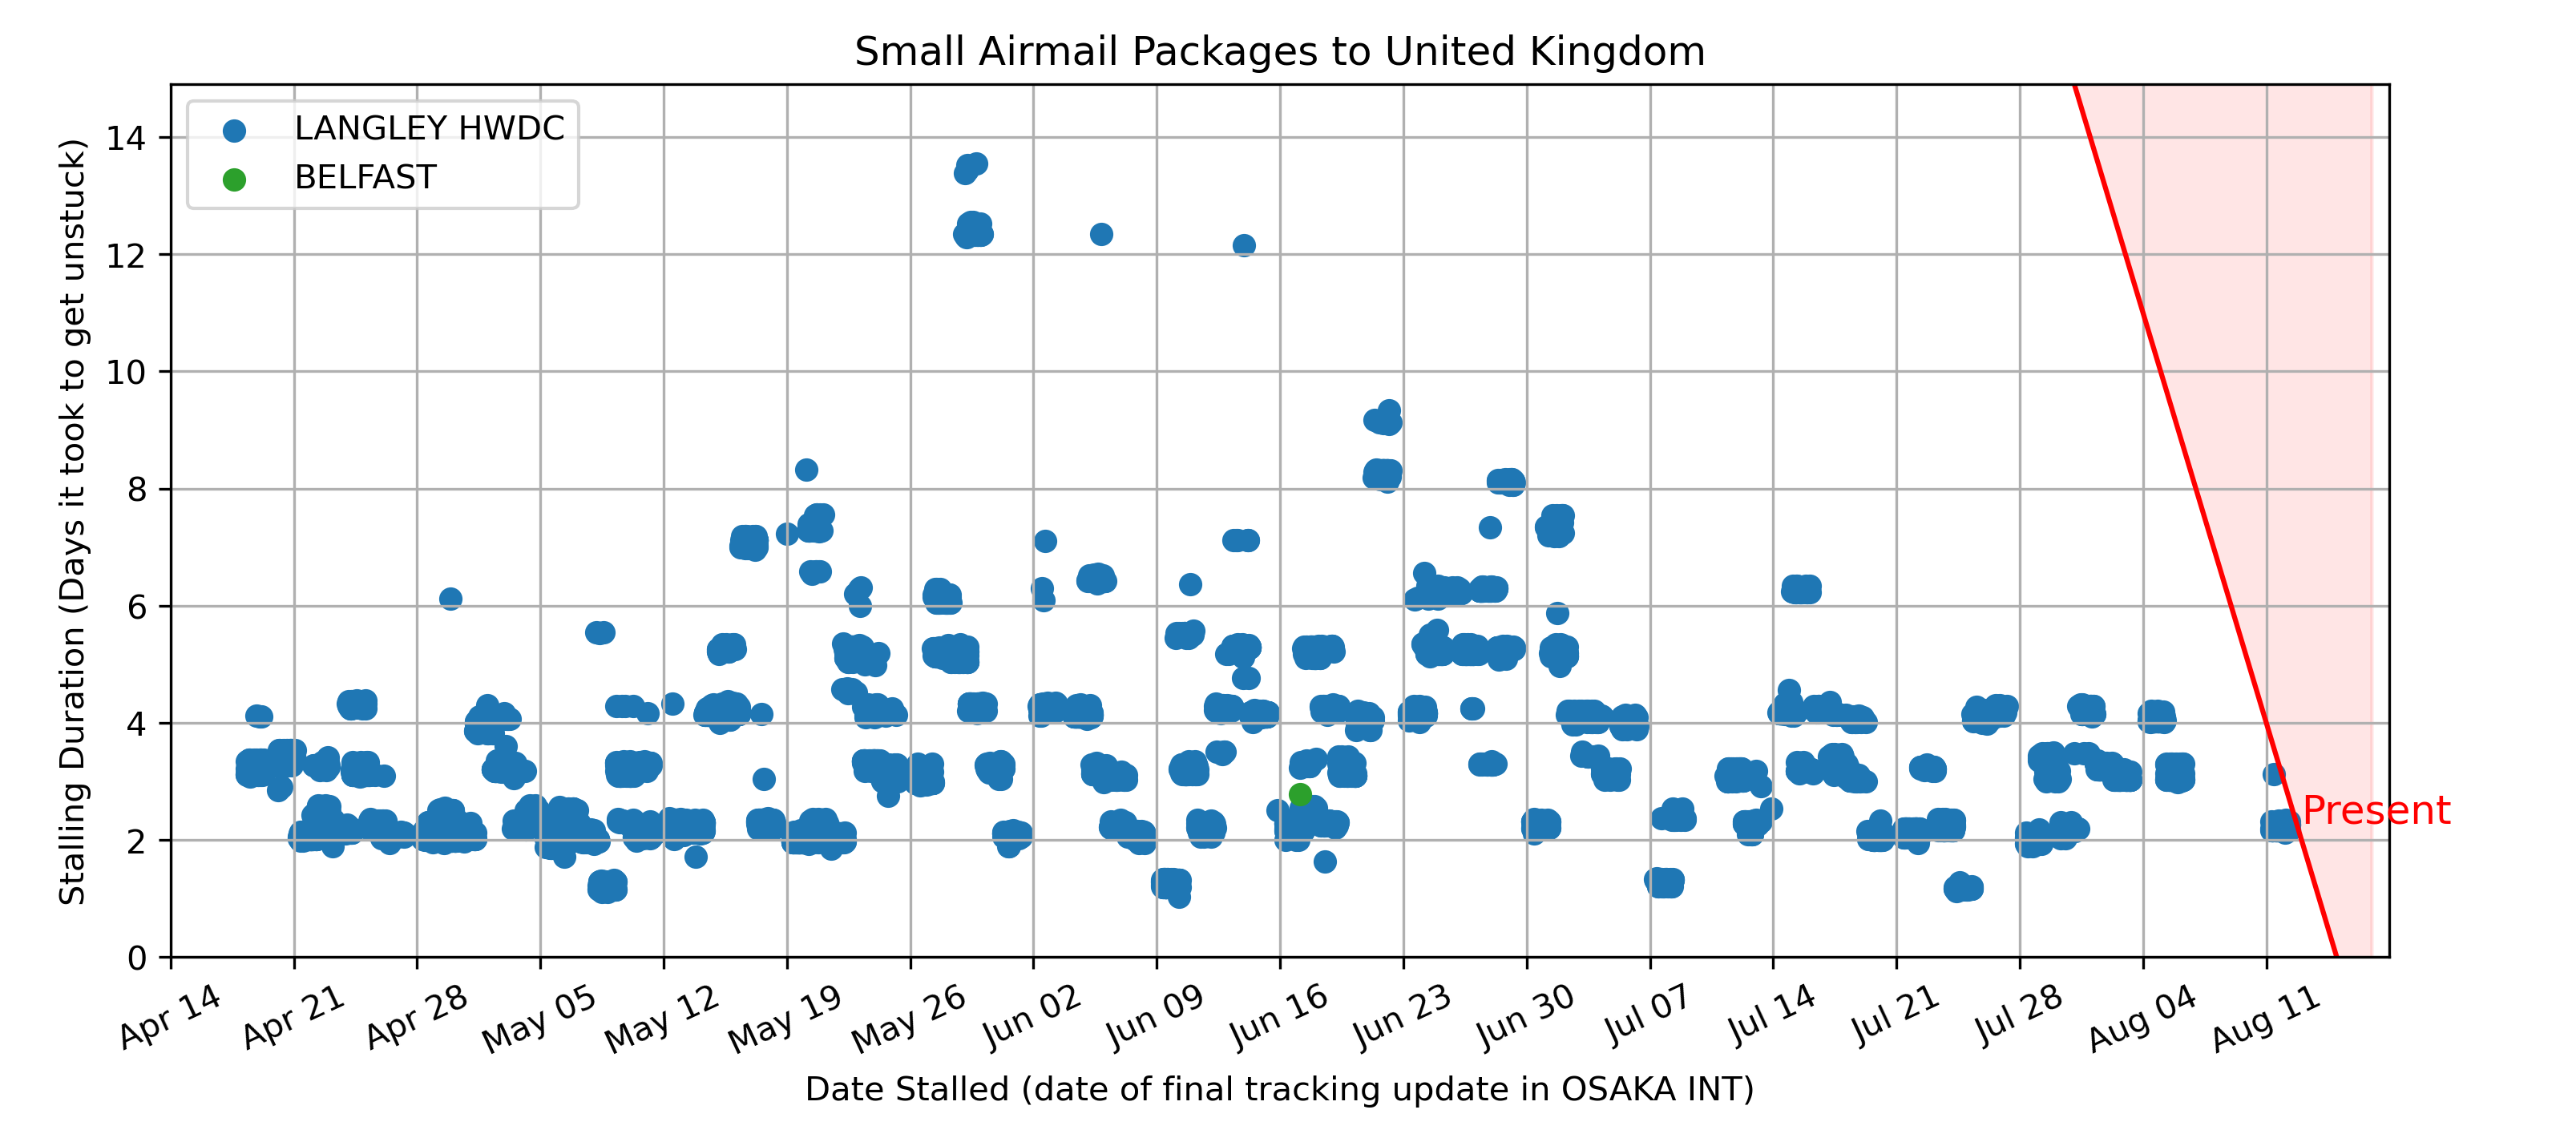 Small Airmail Packages to United Kingdom
LANGLEY HWDC
BELFAST
Stalling Duration (Days it took to get unstuck)
14
12
10
8
6
4
2
0
Present
Apr 14
Apr 21
Apr 28
May 05
May 12
May 19
May 26
Jun 02
Jun 09
Jun 16
Jun 23
Jun 30
Jul 07
Jul 14
Jul 21
Jul 28
Aug 04
Aug 11
Date Stalled (date of final tracking update in OSAKA INT)